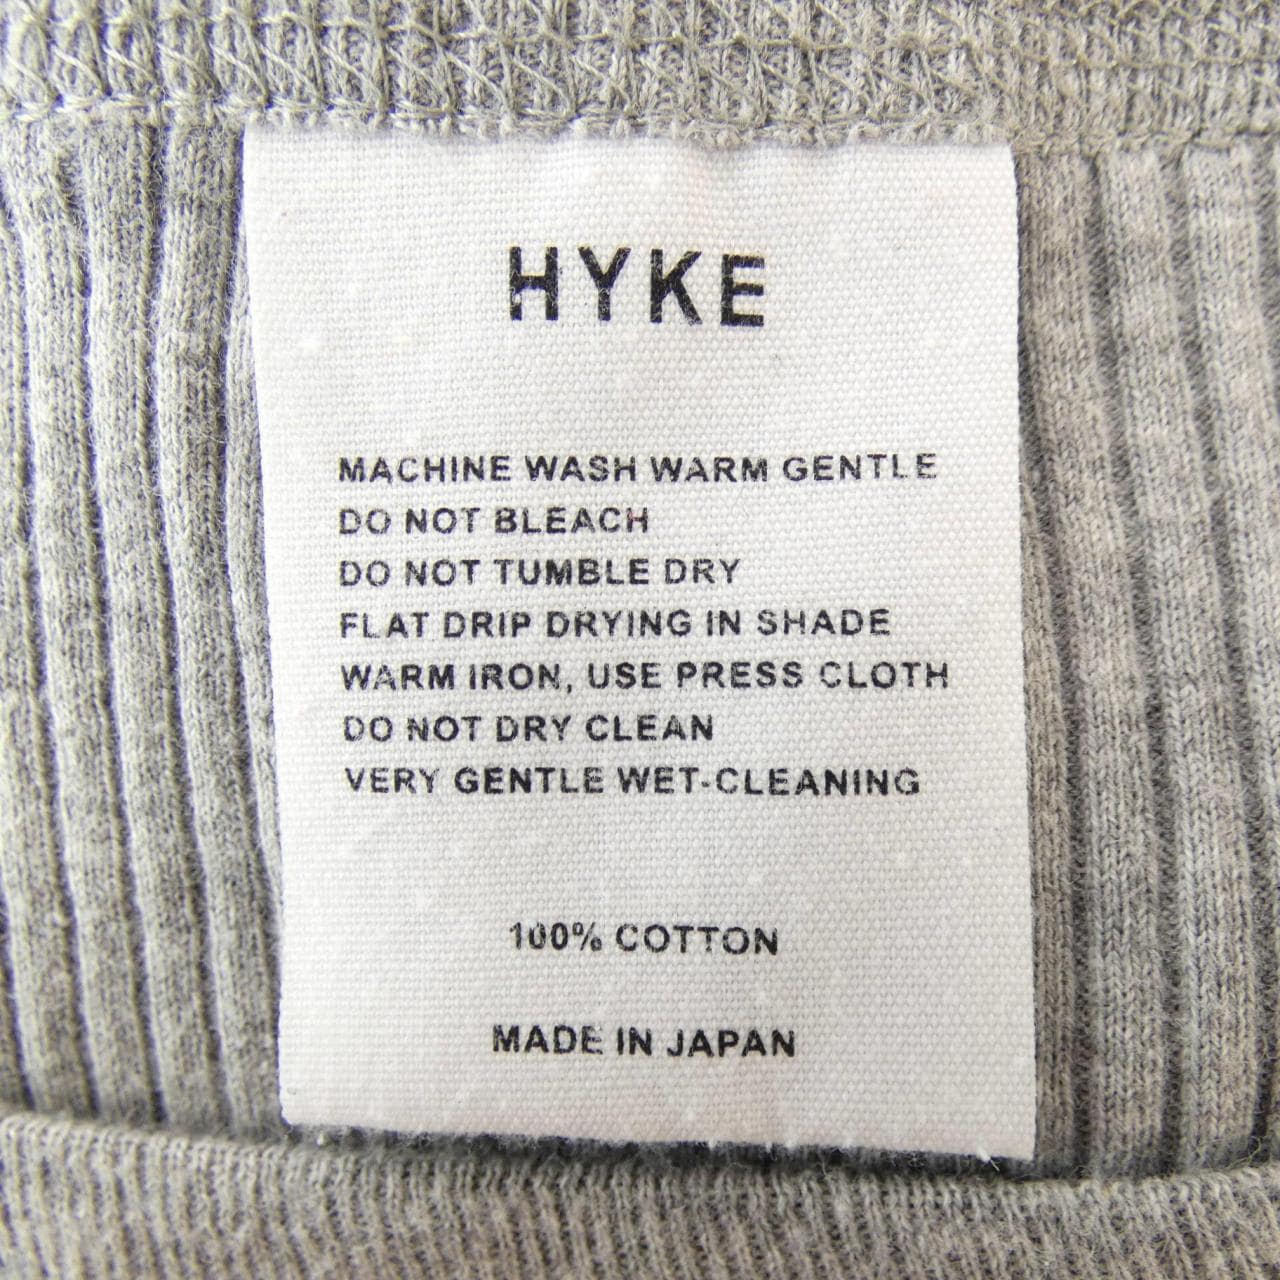 HYKE
MACHINE WASH WARM GENTLE
DO NOT BLEACH
DO NOT TUMBLE DRY
FLAT DRIP DRYING IN SHADE
WARM IRON, USE PRESS CLOTH
DO NOT DRY CLEAN
VERY GENTLE WET-CLEANING
100% COTTON
MADE IN JAPAN